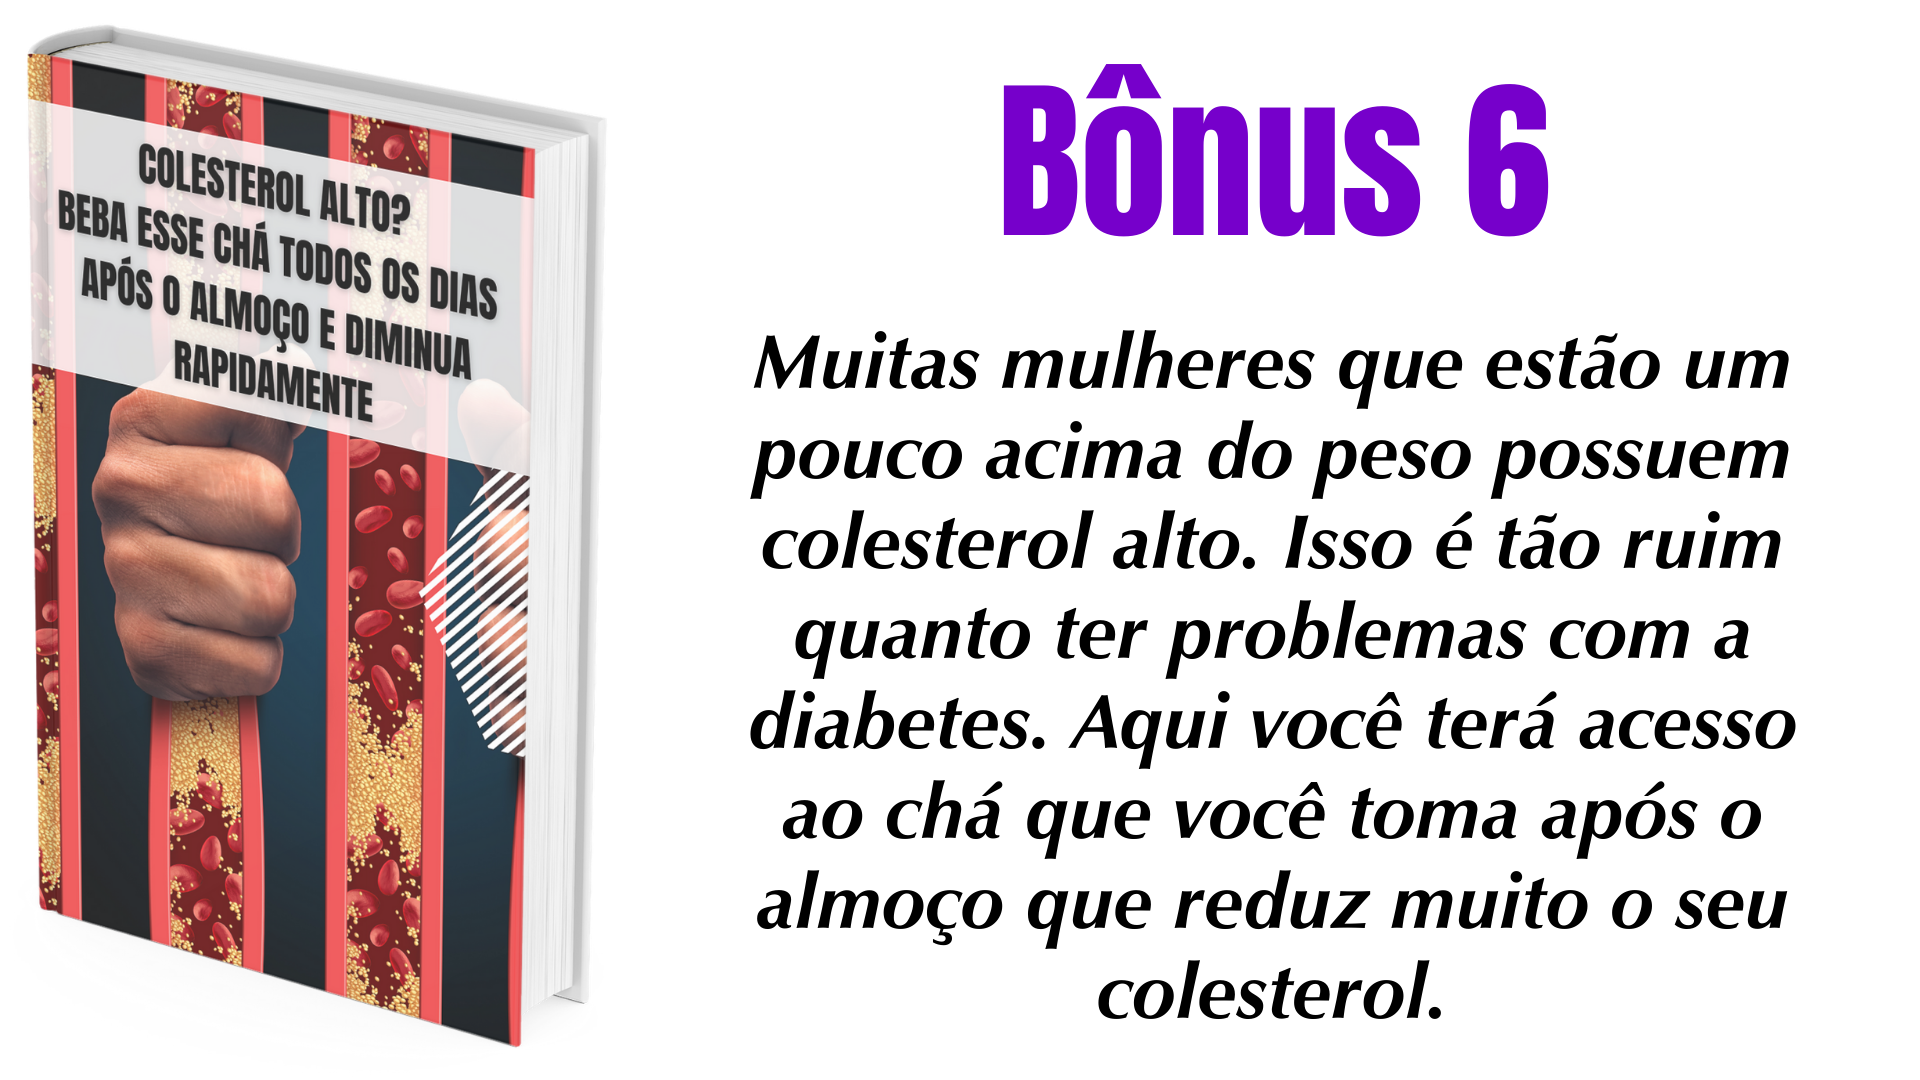 COLESTEROL ALTO?
BEBA ESSE CHÁ TODOS OS DIAS
APÓS O ALMOÇO E DIMINUA
RAPIDAMENTE
Bônus 6
Muitas mulheres que estão um
pouco acima do peso possuem
colesterol alto. Isso é tão ruim
quanto ter problemas com a
diabetes. Aqui você terá acesso
ao chá que você toma após o
almoço que reduz muito o seu
colesterol.